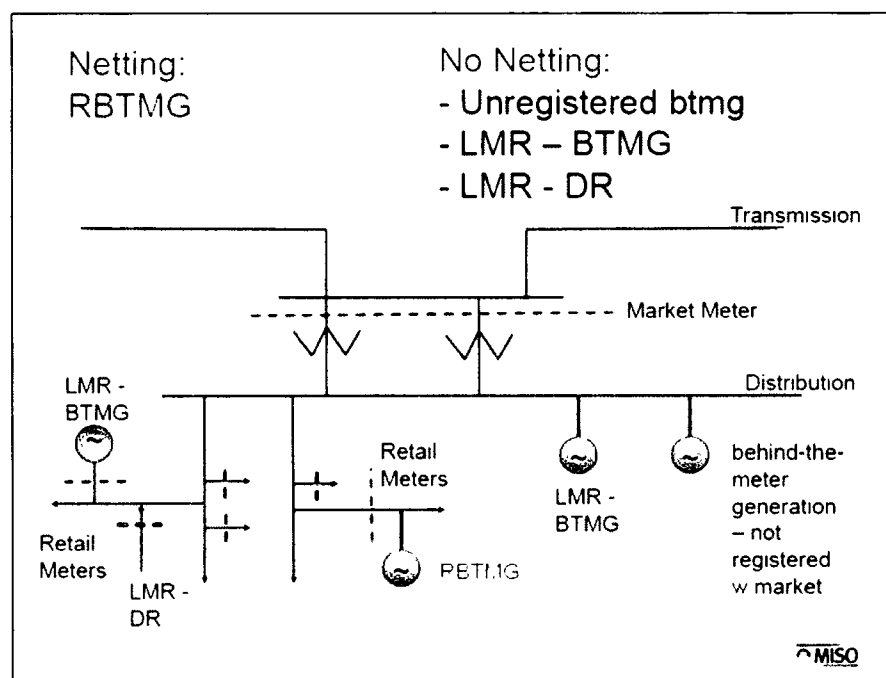 Netting:
RBTMG
No Netting:
- Unregistered btmg
- LMR – BTMG
- LMR - DR
Transmission
Market Meter
Distribution
LMR -
BTMG
Retail
Meters
LMR -
BTMG
behind-the-
meter
generation
– not
registered
w market
Retail
Meters
LMR -
DR
RBTMG
MISO